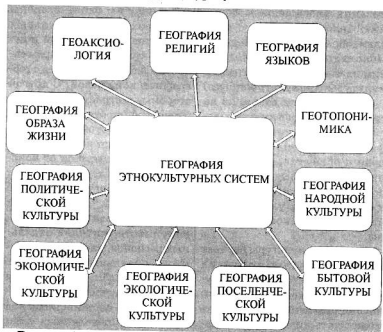 ГЕОАКСИО-
ЛОГИЯ
ГЕОГРАФИЯ
РЕЛИГИЙ
ГЕОГРАФИЯ
ЯЗЫКОВ
ГЕОГРАФИЯ
ОБРАЗА
ЖИЗНИ
ГЕОТОПОНИ-
МИКА
ГЕОГРАФИЯ
ЭТНОКУЛЬТУРНЫХ СИСТЕМ
ГЕОГРАФИЯ
ПОЛИТИЧЕ-
СКОЙ
КУЛЬТУРЫ
ГЕОГРАФИЯ
НАРОДНОЙ
КУЛЬТУРЫ
ГЕОГРАФИЯ
ЭКОНОМИЧЕ-
СКОЙ
КУЛЬТУРЫ
ГЕОГРАФИЯ
ЭКОЛОГИЧЕ-
СКОЙ
КУЛЬТУРЫ
ГЕОГРАФИЯ
ПОСЕЛЕНЧЕ-
СКОЙ
КУЛЬТУРЫ
ГЕОГРАФИЯ
БЫТОВОЙ
КУЛЬТУРЫ